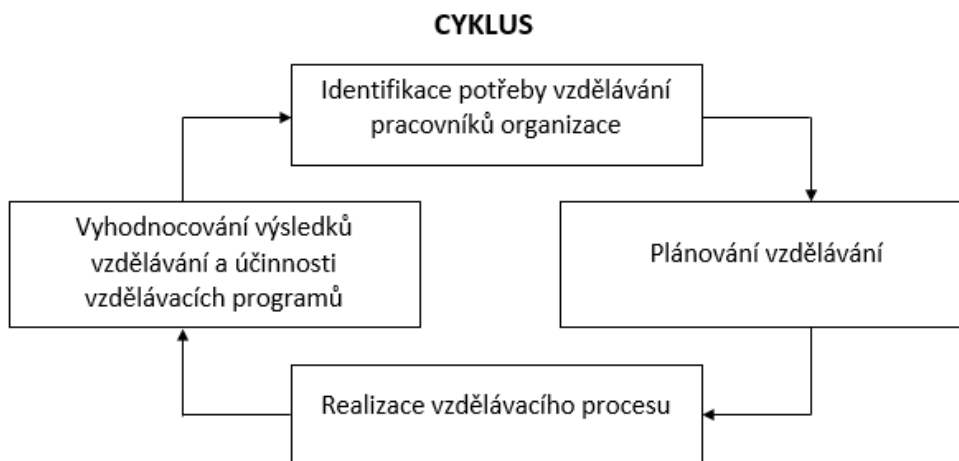 CYKLUS
Identifikace potřeby vzdělávání
pracovníků organizace
Vyhodnocování výsledků
vzdělávání a účinnosti
vzdělávacích programů
Plánování vzdělávání
Realizace vzdělávacího procesu